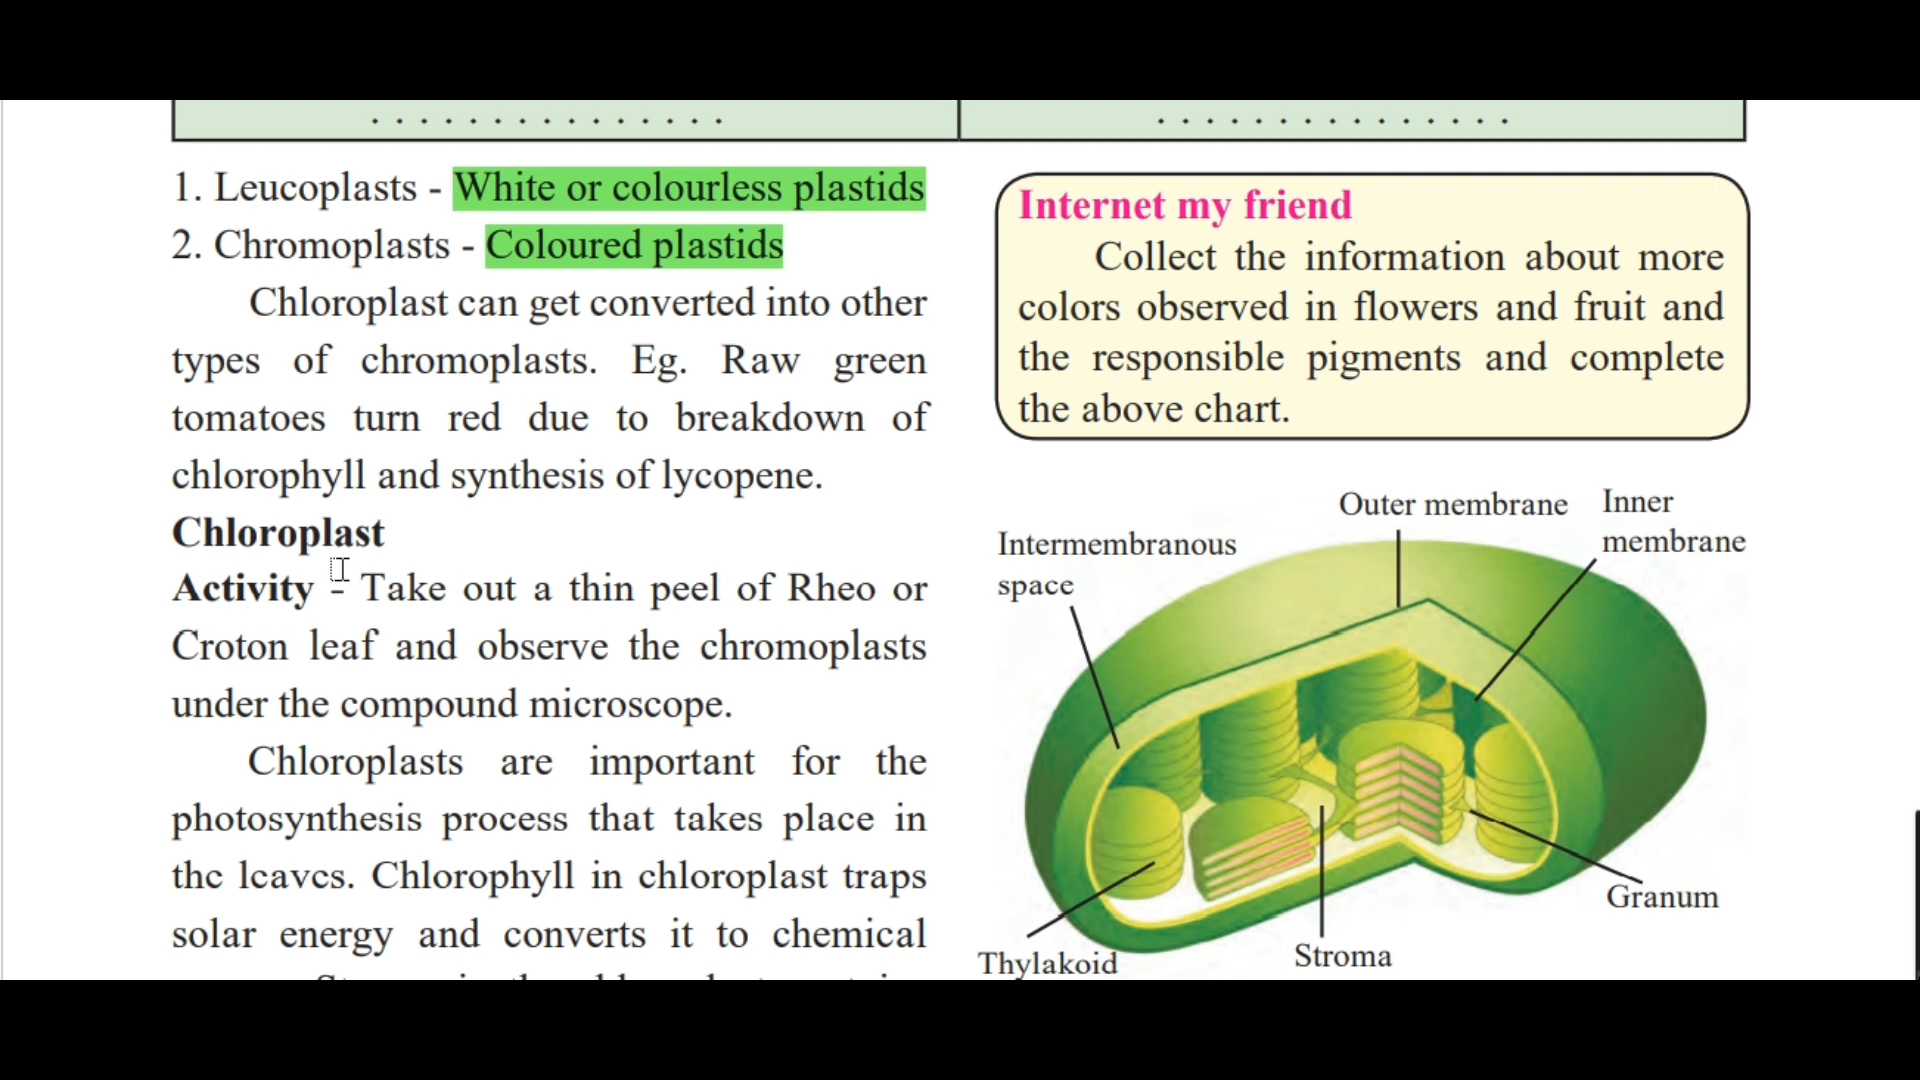 1. Leucoplasts - White or colourless plastids
2. Chromoplasts - Coloured plastids
Chloroplast can get converted into other
types of chromoplasts. Eg. Raw green
tomatoes turn red due to breakdown of
chlorophyll and synthesis of lycopene.
Chloroplast
Activity - Take out a thin peel of Rheo or
Croton leaf and observe the chromoplasts
under the compound microscope.
Chloroplasts are important for the
photosynthesis process that takes place in
the leaves. Chlorophyll in chloroplast traps
solar energy and converts it to chemical
Internet my friend
Collect the information about more
colors observed in flowers and fruit and
the responsible pigments and complete
the above chart.
Outer membrane
Inner
membrane
Intermembranous
space
Granum
Stroma
Thylakoid